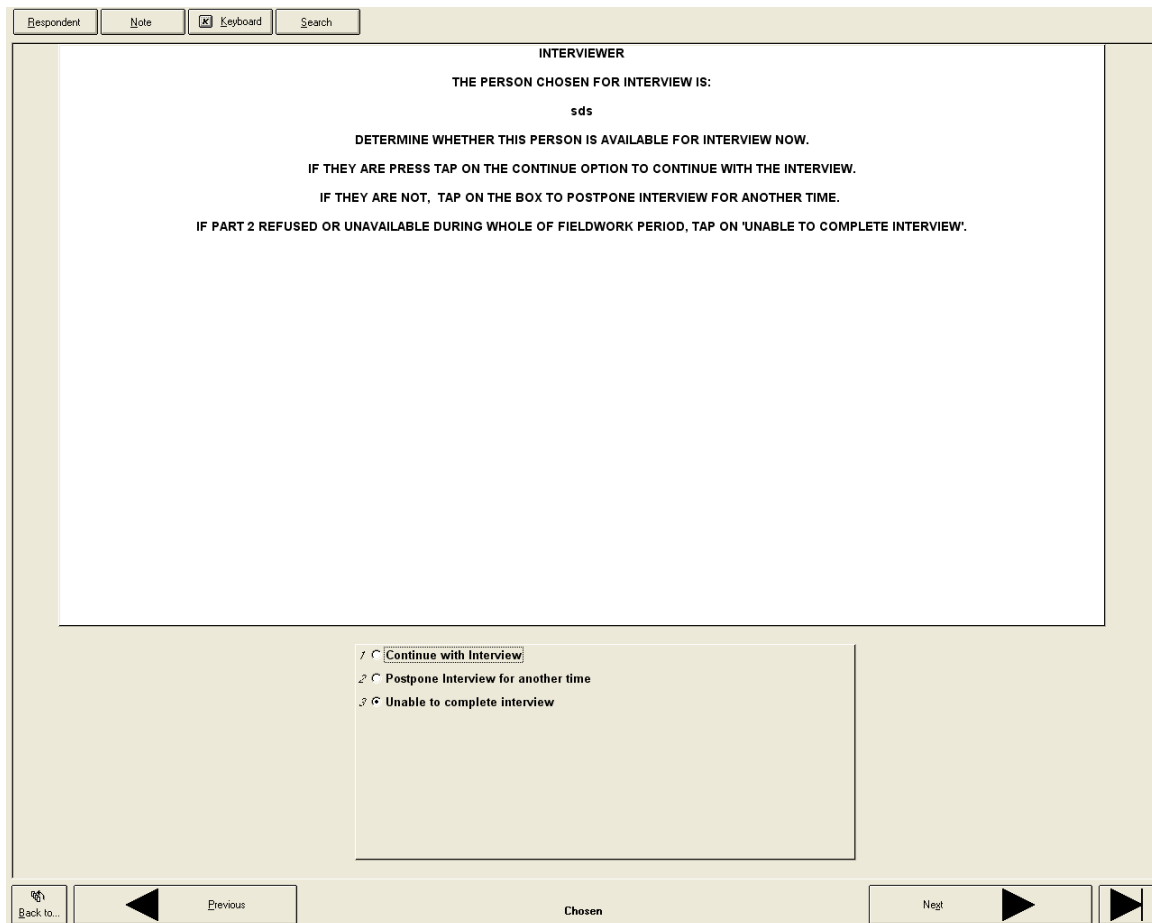 Respondent
Note
K Keyboard
Search
INTERVIEWER
THE PERSON CHOSEN FOR INTERVIEW IS:
sds
DETERMINE WHETHER THIS PERSON IS AVAILABLE FOR INTERVIEW NOW.
IF THEY ARE PRESS TAP ON THE CONTINUE OPTION TO CONTINUE WITH THE INTERVIEW.
IF THEY ARE NOT, TAP ON THE BOX TO POSTPONE INTERVIEW FOR ANOTHER TIME.
IF PART 2 REFUSED OR UNAVAILABLE DURING WHOLE OF FIELDWORK PERIOD, TAP ON 'UNABLE TO COMPLETE INTERVIEW'.
1 Continue with Interview
2 Postpone Interview for another time
3 Unable to complete interview
Back to...
Previous
Chosen
Next